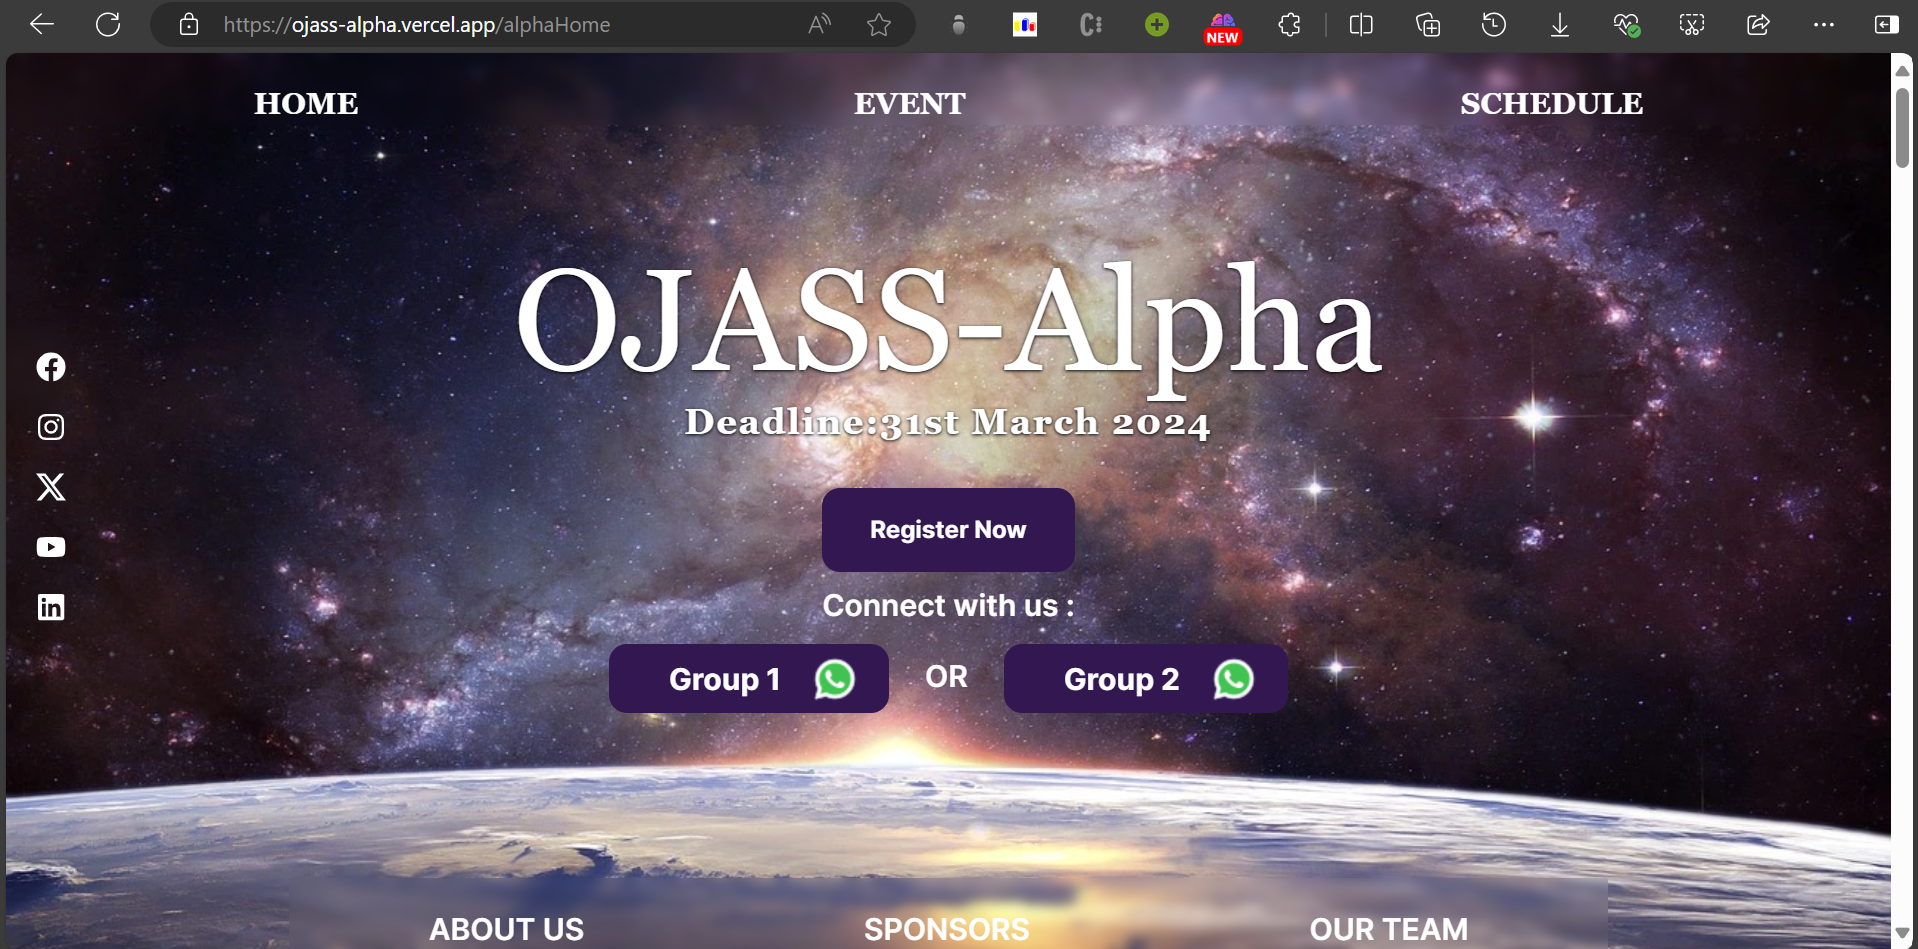 https://ojass-alpha.vercel.app/alphaHome
NEW
HOME EVENT SCHEDULE
OJASS-Alpha
Deadline:31st March 2024
Register Now
Connect with us :
Group 1 OR Group 2
ABOUT US SPONSORS OUR TEAM